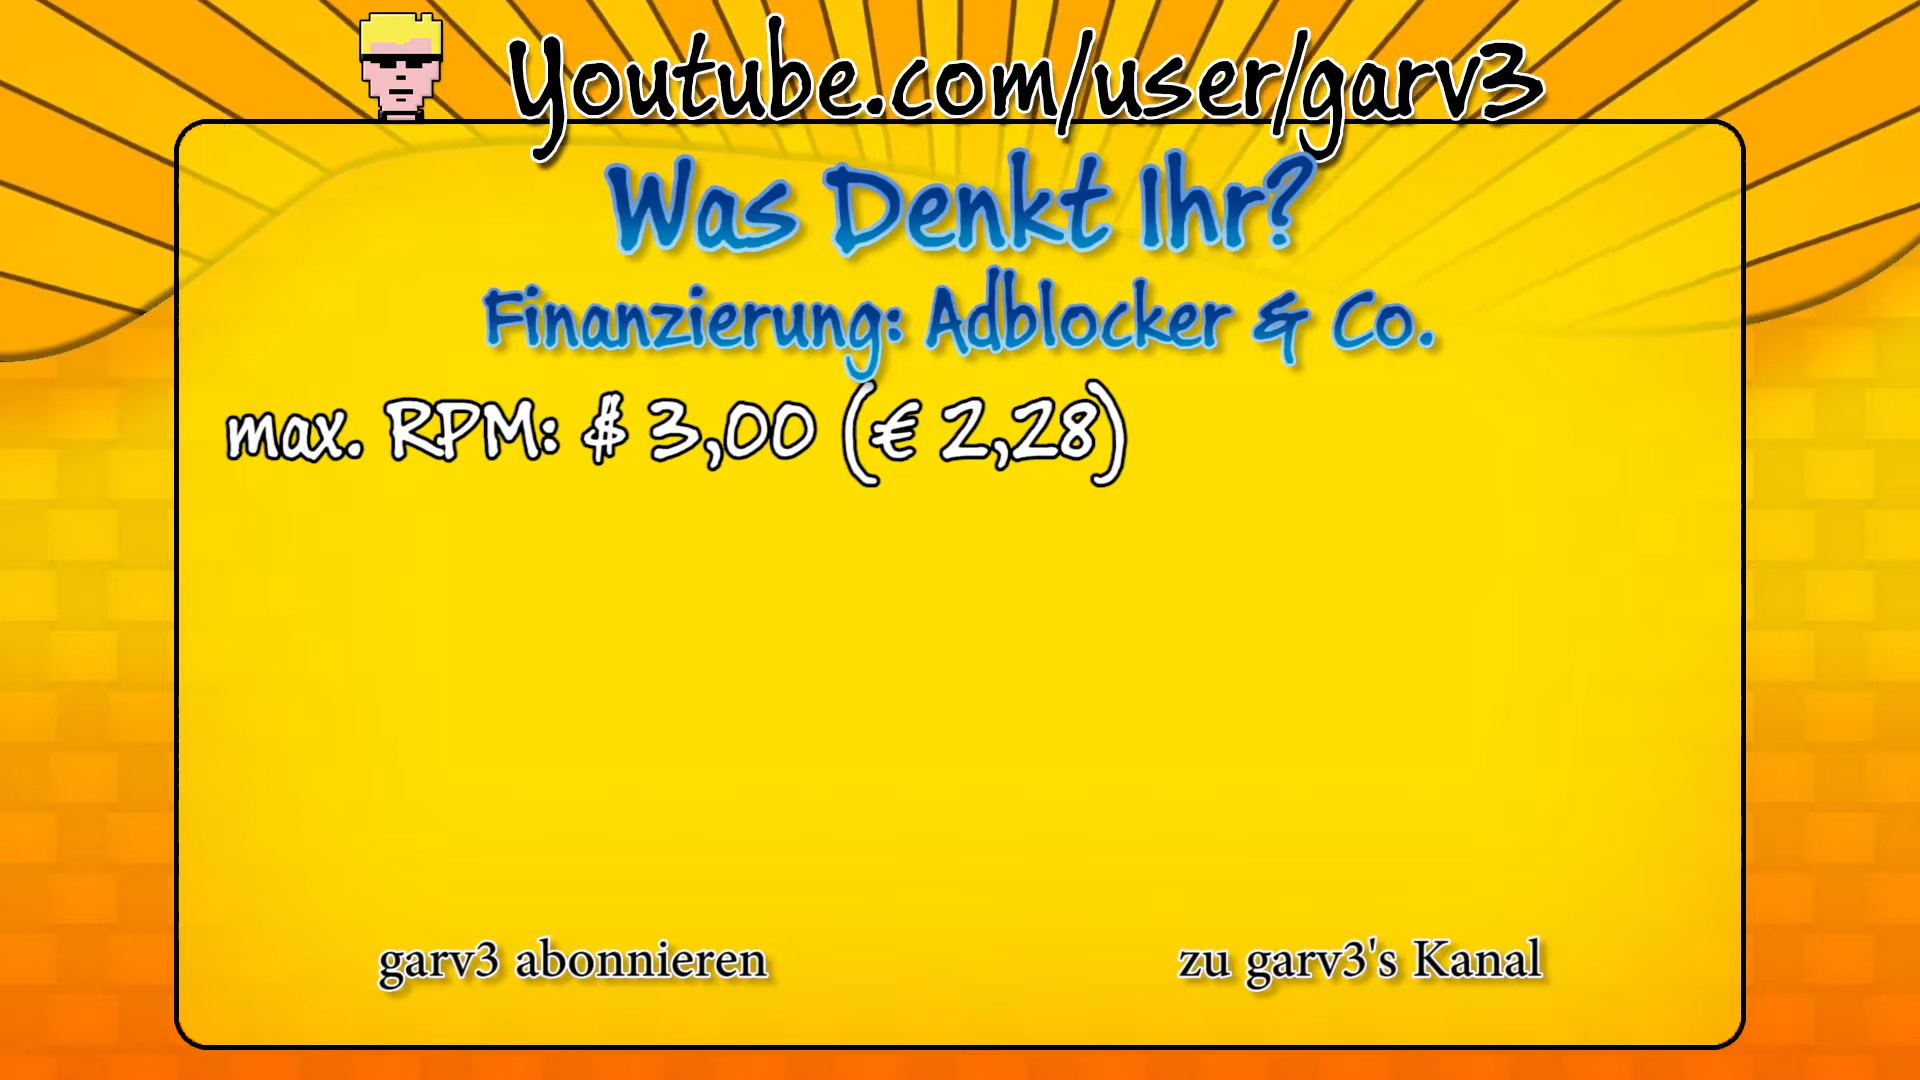 Youtube.com/user/garv3
Was Denkt Ihr?
Finanzierung: Adblocker & Co.
max. RPM: $ 3,00 (€ 2,28)
garv3 abonnieren
zu garv3's Kanal